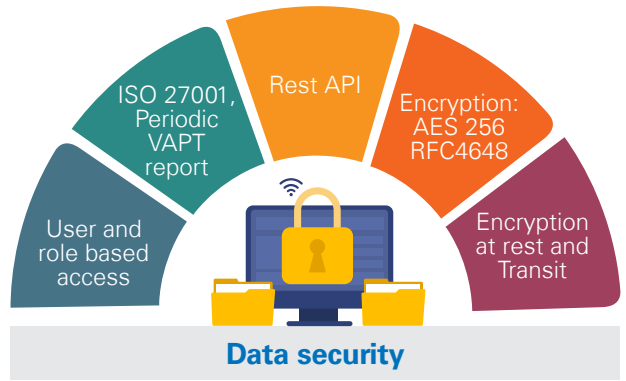 User and
role based
access
ISO 27001,
Periodic
VAPT
report
Rest API
Encryption:
AES 256
RFC4648
Encryption
at rest and
Transit
Data security